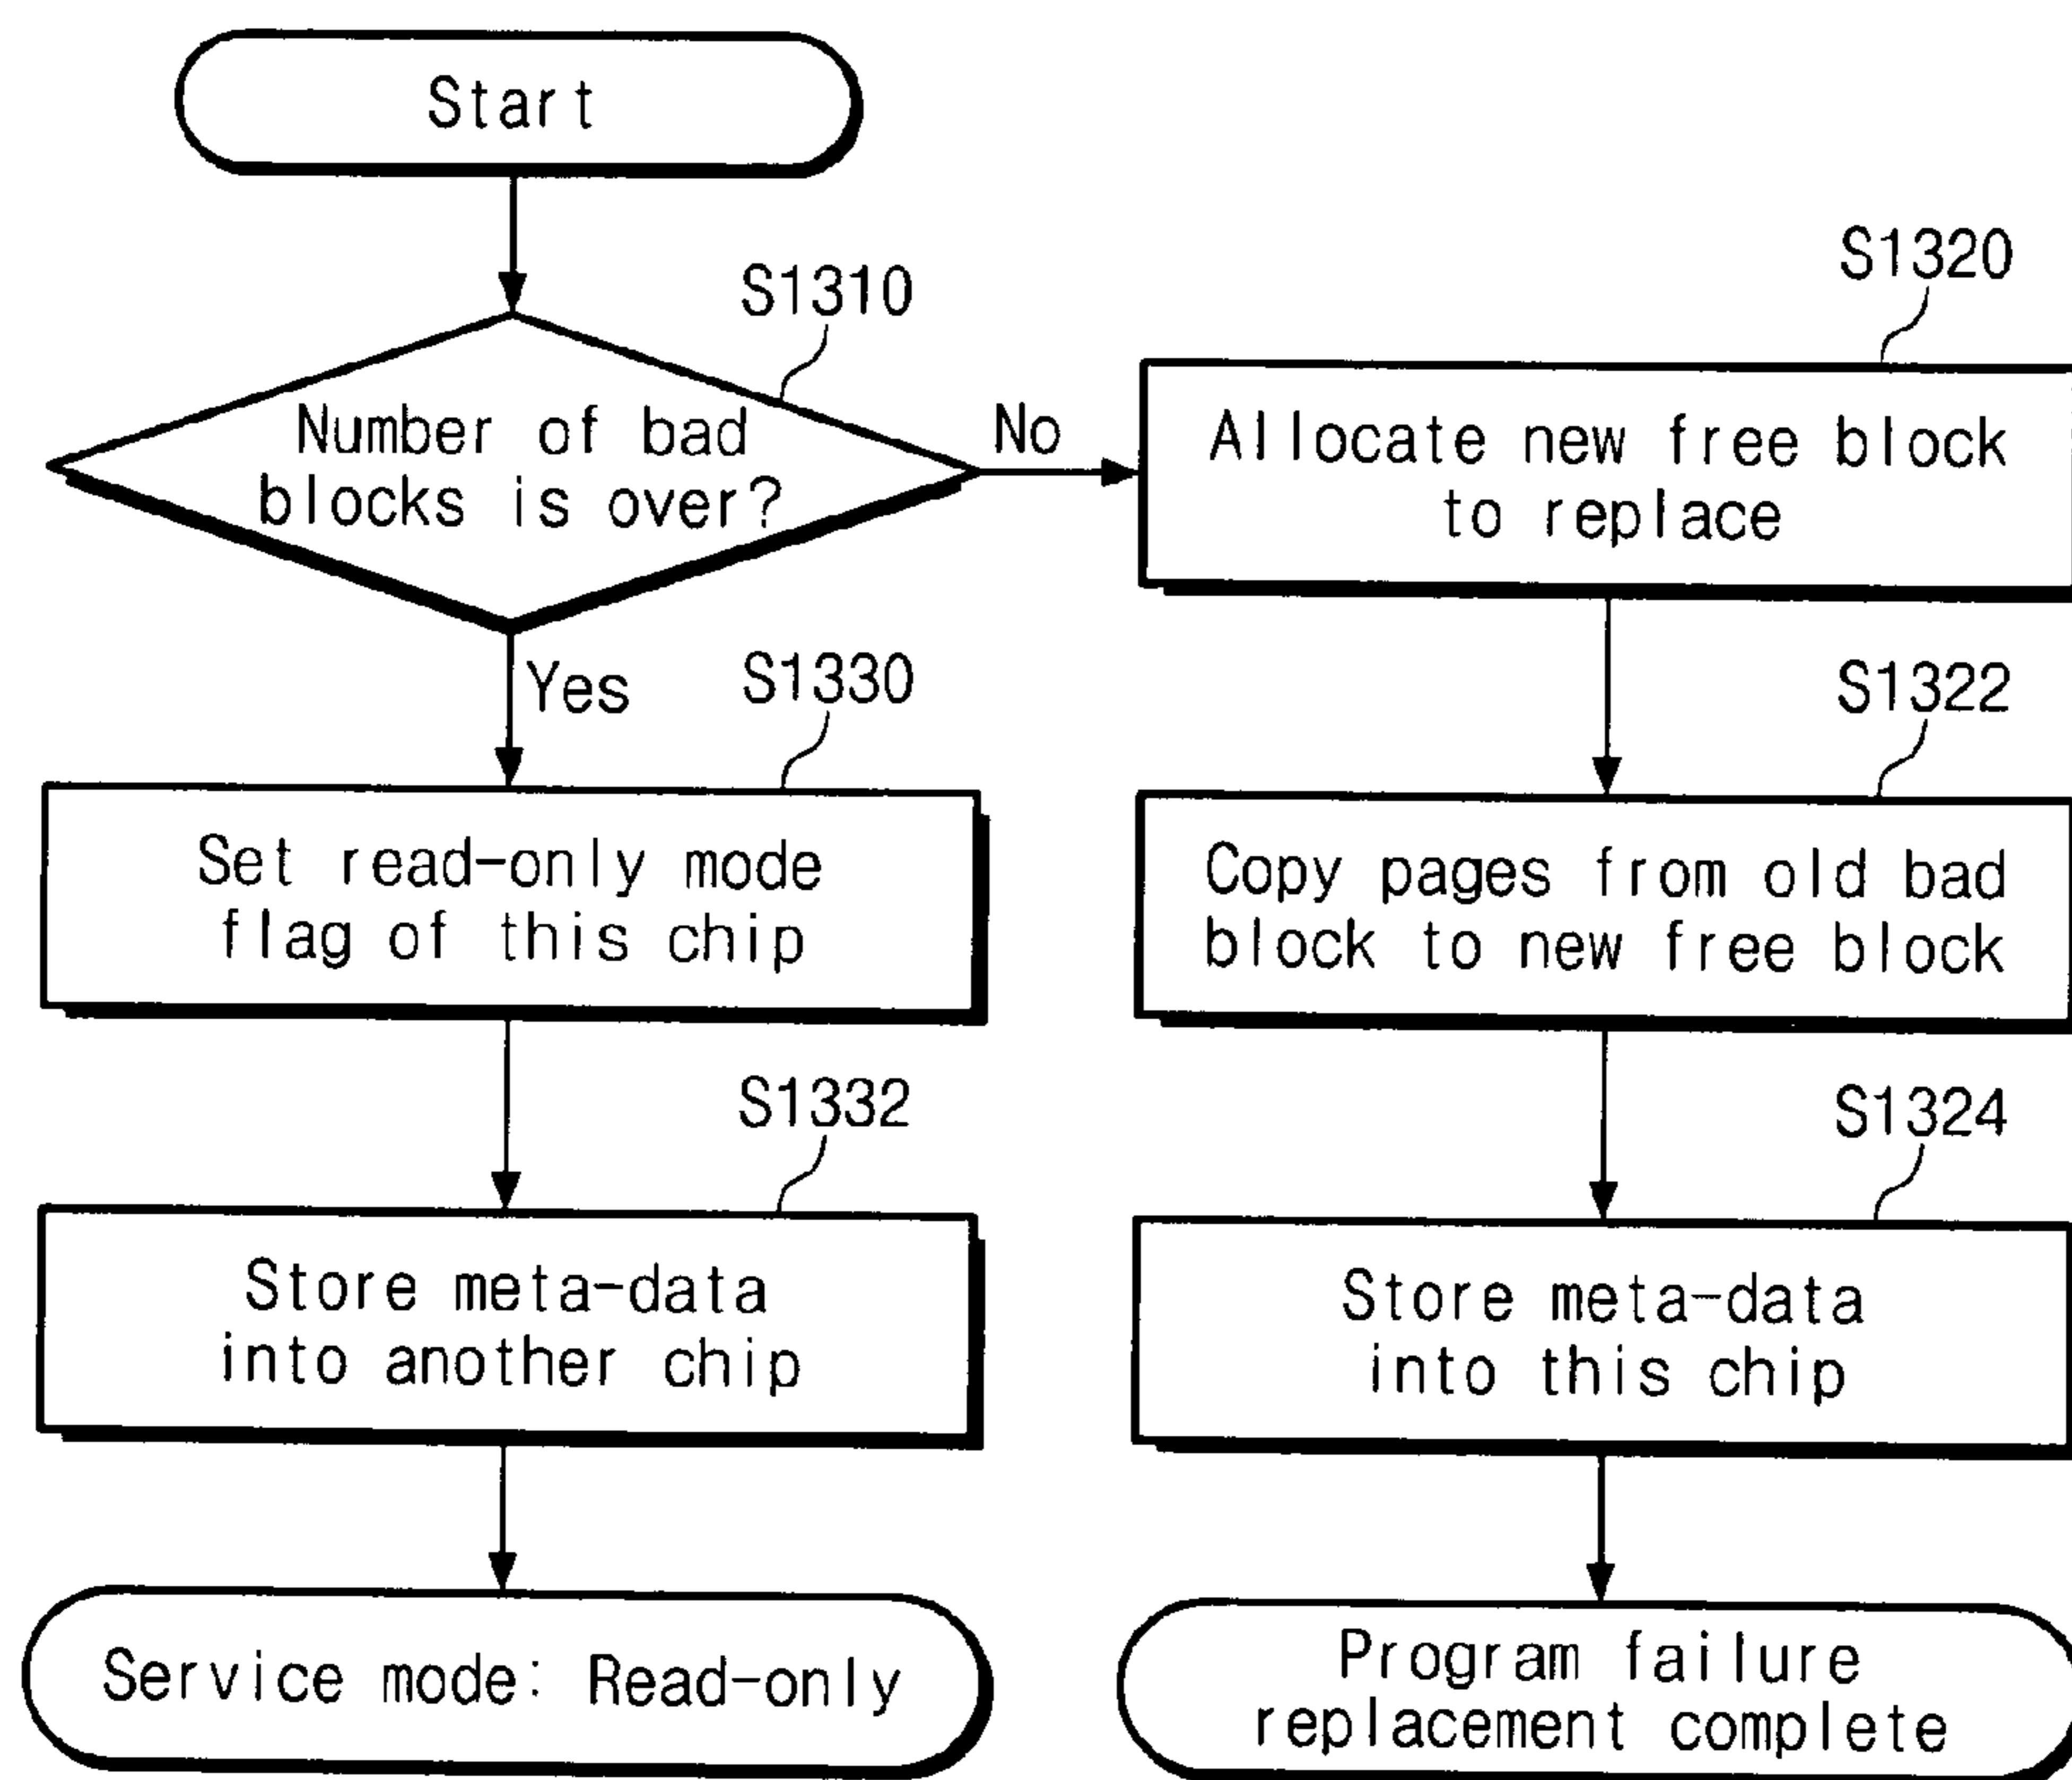 Start
S1310
Number of bad
blocks is over?
No
Yes
S1320
Allocate new free block
to replace
S1322
Copy pages from old bad
block to new free block
S1324
Store meta-data
into this chip
Program failure
replacement complete
S1330
Set read-only mode
flag of this chip
S1332
Store meta-data
into another chip
Service mode: Read-only